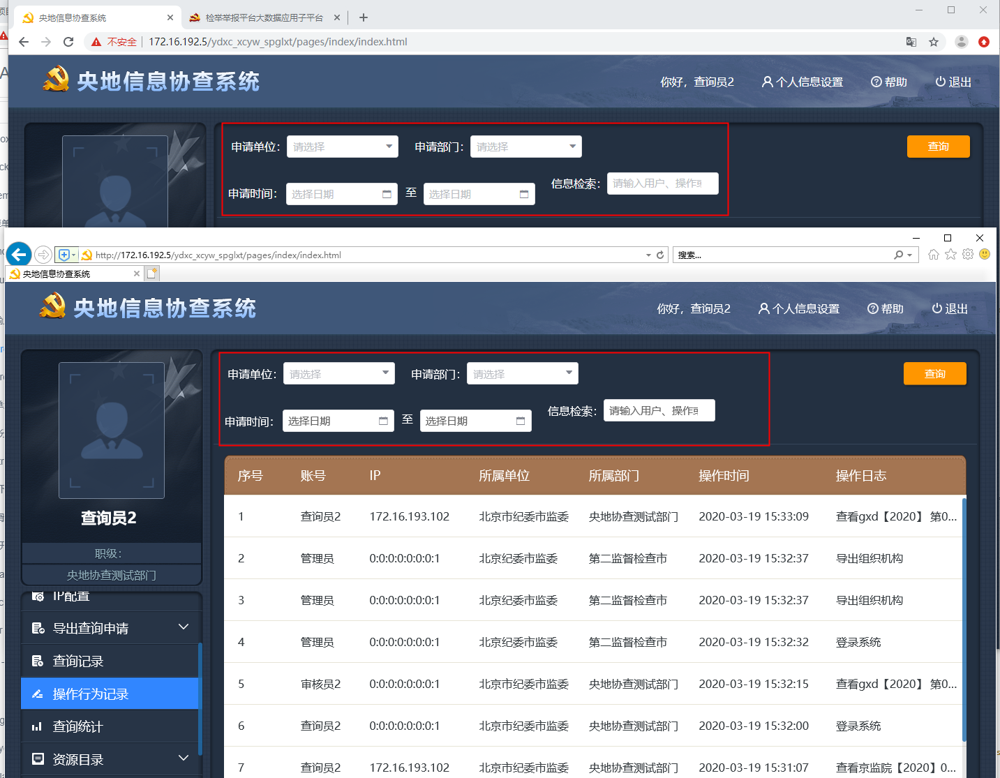 央地信息协查系统
检举举报平台大数据应用子平台
不安全 172.16.192.5/ydxc_xcyw_spglxt/pages/index/index.html
央地信息协查系统
你好，查询员2 个人信息设置 帮助 退出
申请单位： 请选择 申请部门： 请选择 查询
申请时间： 选择日期 至 选择日期 信息检索： 请输入用户、操作
http://172.16.192.5/ydxc_xcyw_spglxt/pages/index/index.html 搜索...
央地信息协查系统
央地信息协查系统
你好，查询员2 个人信息设置 帮助 退出
申请单位： 请选择 申请部门： 请选择 查询
申请时间： 选择日期 至 选择日期 信息检索： 请输入用户、操作
查询员2
职级：
央地协查测试部门
IP配置
导出查询申请
查询记录
操作行为记录
查询统计
资源目录
序号 账号 IP 所属单位 所属部门 操作时间 操作日志
1 查询员2 172.16.193.102 北京市纪委市监委 央地协查测试部门 2020-03-19 15:33:09 查看gxd【2020】 第0...
2 管理员 0:0:0:0:0:0:0:1 北京纪委市监委 第二监督检查市 2020-03-19 15:32:37 导出组织机构
3 管理员 0:0:0:0:0:0:0:1 北京纪委市监委 第二监督检查市 2020-03-19 15:32:37 导出组织机构
4 管理员 0:0:0:0:0:0:0:1 北京纪委市监委 第二监督检查市 2020-03-19 15:32:32 登录系统
5 审核员2 0:0:0:0:0:0:0:1 北京市纪委市监委 央地协查测试部门 2020-03-19 15:32:15 查看gxd【2020】 第0...
6 查询员2 0:0:0:0:0:0:0:1 北京市纪委市监委 央地协查测试部门 2020-03-19 15:32:00 登录系统
7 查询员2 172.16.193.102 北京市纪委市监委 央地协查测试部门 2020-03-19 15:31:07 查看京监院【2020】0...